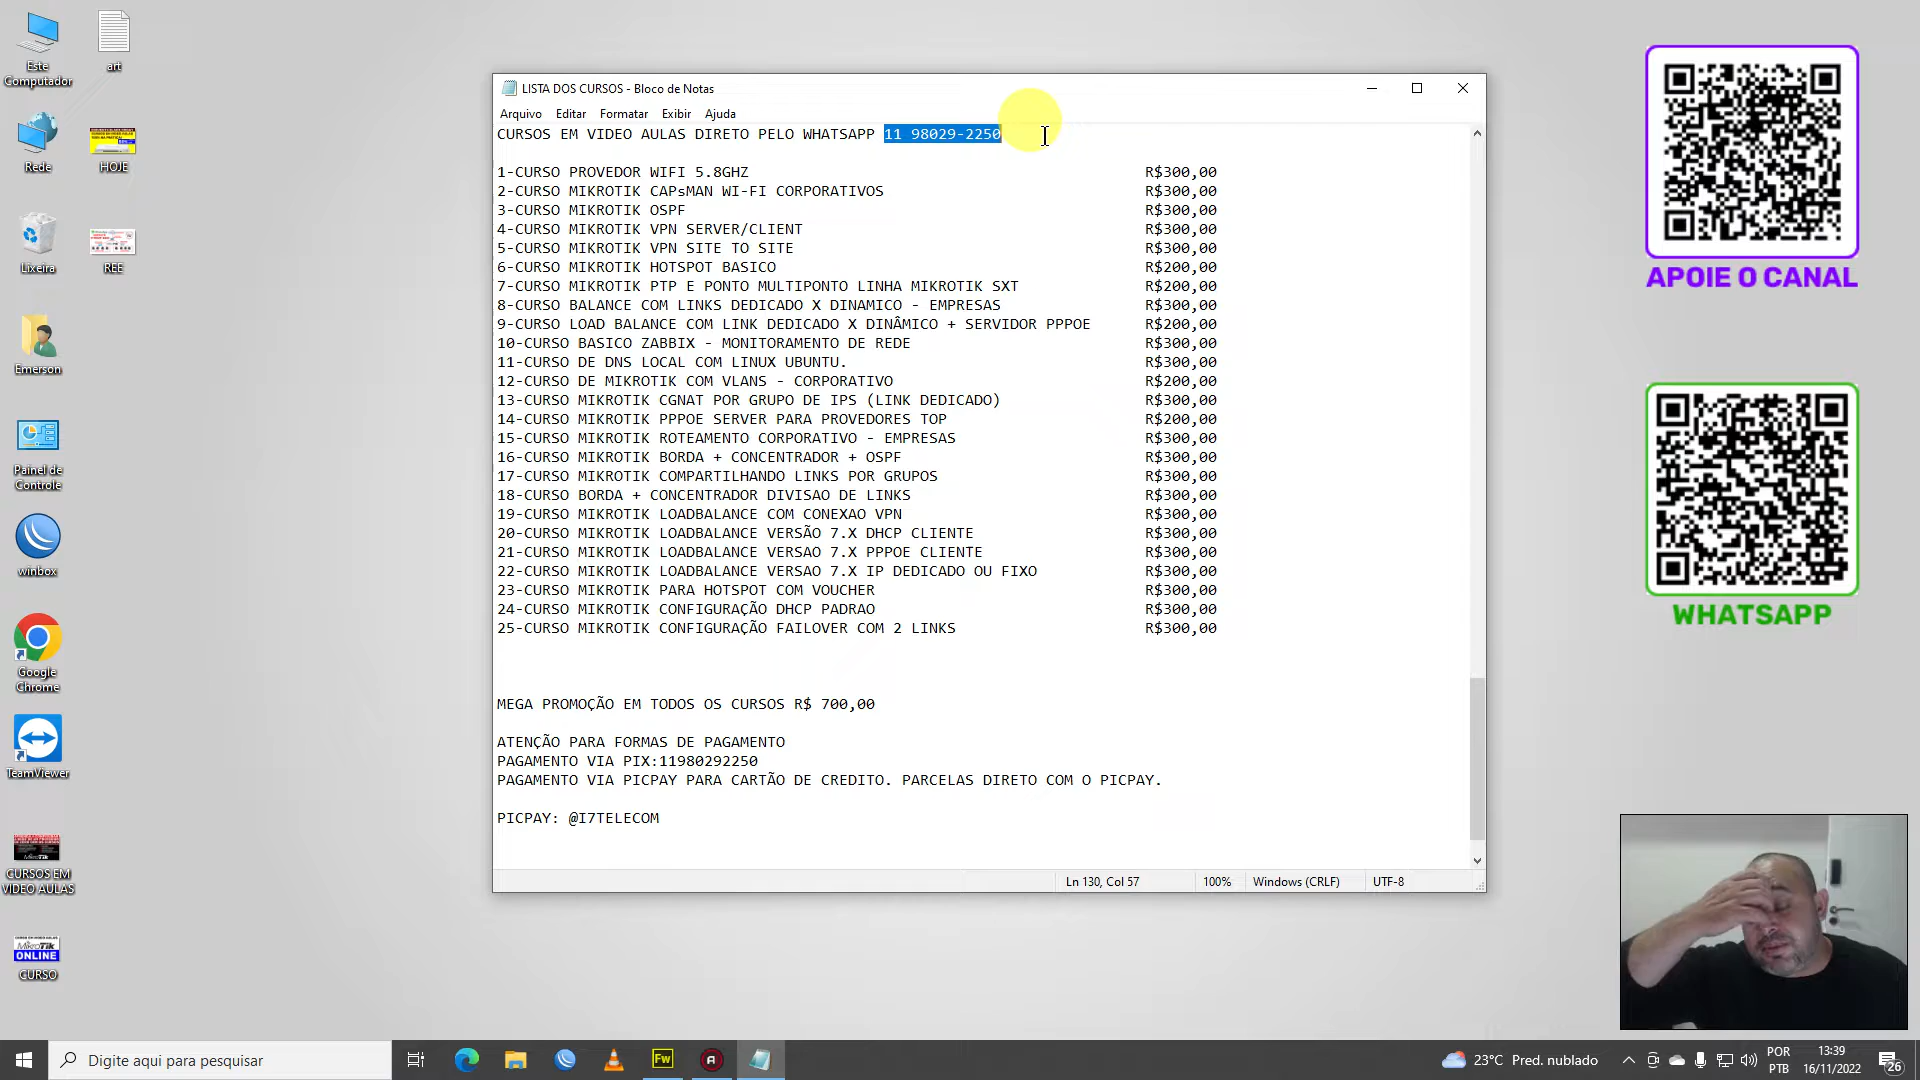 Este
Computador
art
Rede
HOJE
Lixeira
REE
Emerson
Painel de
Controle
winbox
Google
Chrome
TeamViewer
CURSOS EM
VIDEO AULAS
MikroTik
ONLINE
CURSO
LISTA DOS CURSOS - Bloco de Notas
Arquivo Editar Formatar Exibir Ajuda
CURSOS EM VIDEO AULAS DIRETO PELO WHATSAPP 11 98029-2250
1-CURSO PROVEDOR WIFI 5.8GHZ R$300,00
2-CURSO MIKROTIK CAPsMAN WI-FI CORPORATIVOS R$300,00
3-CURSO MIKROTIK OSPF R$300,00
4-CURSO MIKROTIK VPN SERVER/CLIENT R$300,00
5-CURSO MIKROTIK VPN SITE TO SITE R$300,00
6-CURSO MIKROTIK HOTSPOT BASICO R$200,00
7-CURSO MIKROTIK PTP E PONTO MULTIPONTO LINHA MIKROTIK SXT R$200,00
8-CURSO BALANCE COM LINKS DEDICADO X DINAMICO - EMPRESAS R$300,00
9-CURSO LOAD BALANCE COM LINK DEDICADO X DINÂMICO + SERVIDOR PPPOE R$200,00
10-CURSO BASICO ZABBIX - MONITORAMENTO DE REDE R$300,00
11-CURSO DE DNS LOCAL COM LINUX UBUNTU. R$300,00
12-CURSO DE MIKROTIK COM VLANS - CORPORATIVO R$200,00
13-CURSO MIKROTIK CGNAT POR GRUPO DE IPS (LINK DEDICADO) R$300,00
14-CURSO MIKROTIK PPPOE SERVER PARA PROVEDORES TOP R$200,00
15-CURSO MIKROTIK ROTEAMENTO CORPORATIVO - EMPRESAS R$300,00
16-CURSO MIKROTIK BORDA + CONCENTRADOR + OSPF R$300,00
17-CURSO MIKROTIK COMPARTILHANDO LINKS POR GRUPOS R$300,00
18-CURSO BORDA + CONCENTRADOR DIVISAO DE LINKS R$300,00
19-CURSO MIKROTIK LOADBALANCE COM CONEXAO VPN R$300,00
20-CURSO MIKROTIK LOADBALANCE VERSÃO 7.X DHCP CLIENTE R$300,00
21-CURSO MIKROTIK LOADBALANCE VERSAO 7.X PPPOE CLIENTE R$300,00
22-CURSO MIKROTIK LOADBALANCE VERSAO 7.X IP DEDICADO OU FIXO R$300,00
23-CURSO MIKROTIK PARA HOTSPOT COM VOUCHER R$300,00
24-CURSO MIKROTIK CONFIGURAÇÃO DHCP PADRAO R$300,00
25-CURSO MIKROTIK CONFIGURAÇÃO FAILOVER COM 2 LINKS R$300,00
MEGA PROMOÇÃO EM TODOS OS CURSOS R$ 700,00
ATENÇÃO PARA FORMAS DE PAGAMENTO
PAGAMENTO VIA PIX:11980292250
PAGAMENTO VIA PICPAY PARA CARTÃO DE CREDITO. PARCELAS DIRETO COM O PICPAY.
PICPAY: @I7TELECOM
Ln 130, Col 57 100% Windows (CRLF) UTF-8
APOIE O CANAL
WHATSAPP
Digite aqui para pesquisar
Fw
23°C Pred. nublado
POR
PTB
13:39
16/11/2022
26